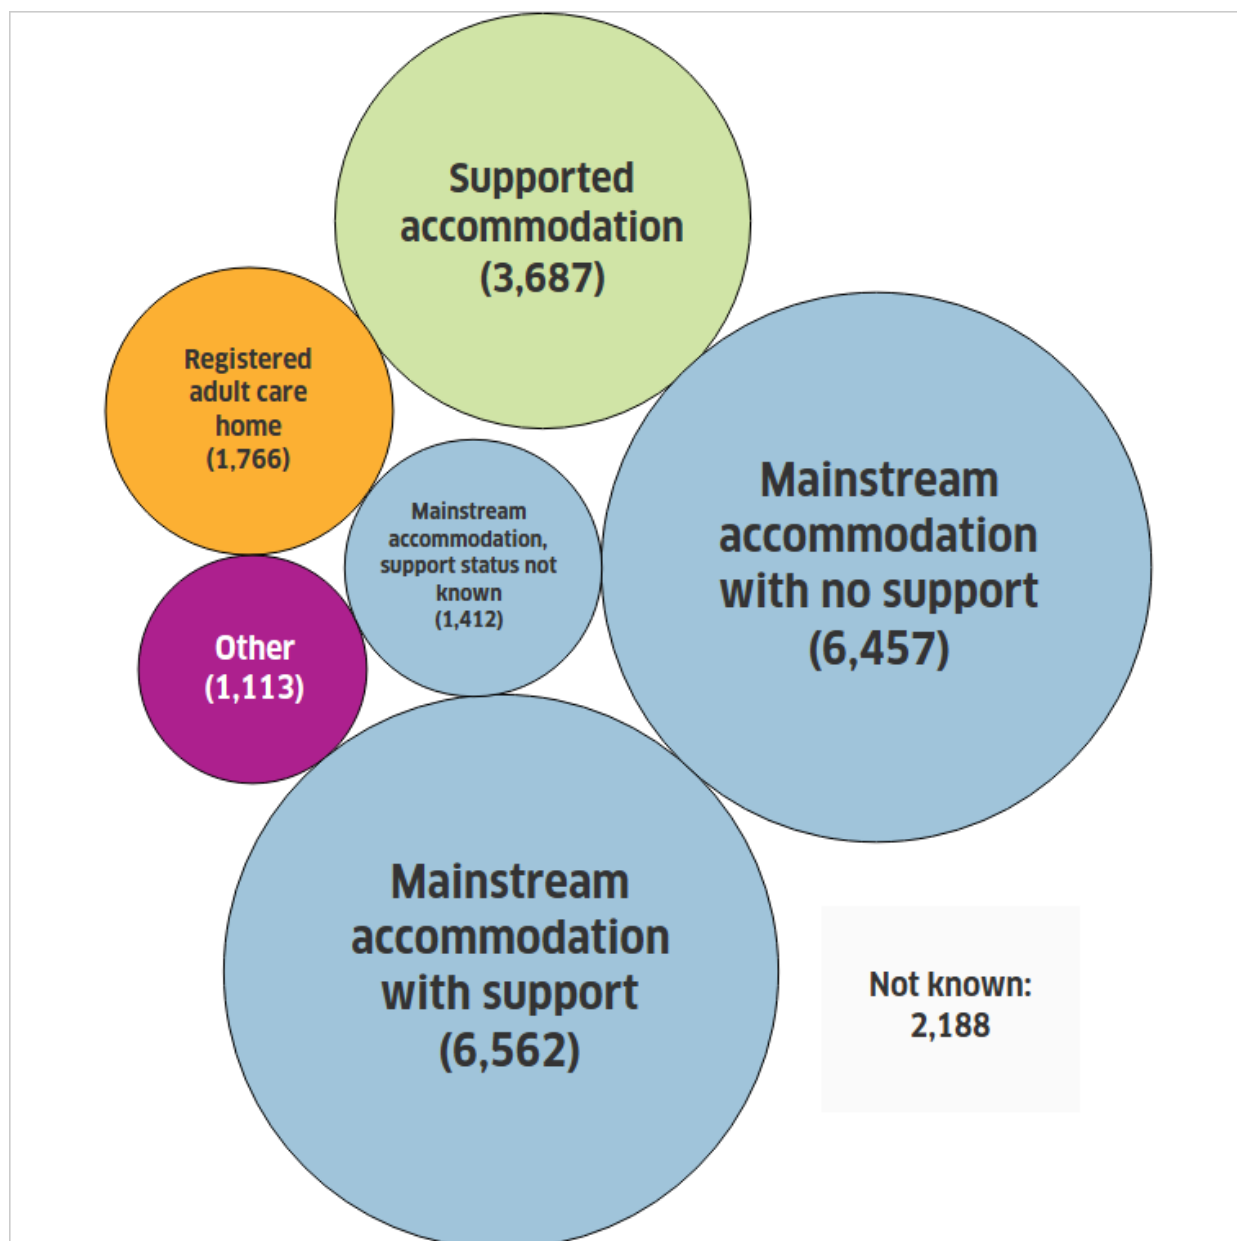 Supported
accommodation
(3,687)
Registered
adult care
home
(1,766)
Mainstream
accommodation
with no support
(6,457)
Mainstream
accommodation,
support status not
known
(1,412)
Other
(1,113)
Mainstream
accommodation
with support
(6,562)
Not known:
2,188